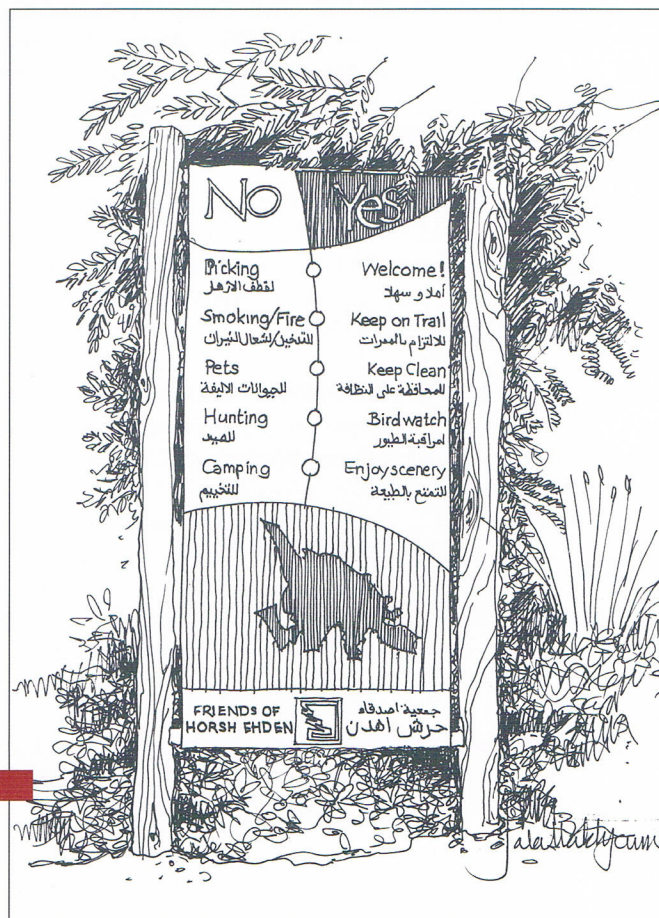 No
Yes
Picking
لقطف الازهار
Smoking/Fire
للتدخين/إشعال النيران
Pets
للحيوانات الاليفة
Hunting
للصيد
Camping
للتخييم
Welcome!
أهلا و سهلا
Keep on Trail
للالتزام بالممرات
Keep Clean
للمحافظة على النظافة
Birdwatch
لمراقبة الطيور
Enjoy scenery
للتمتع بالطبيعة
FRIENDS OF
HORSH EHDEN
جمعية اصدقاء
حرش اهدن